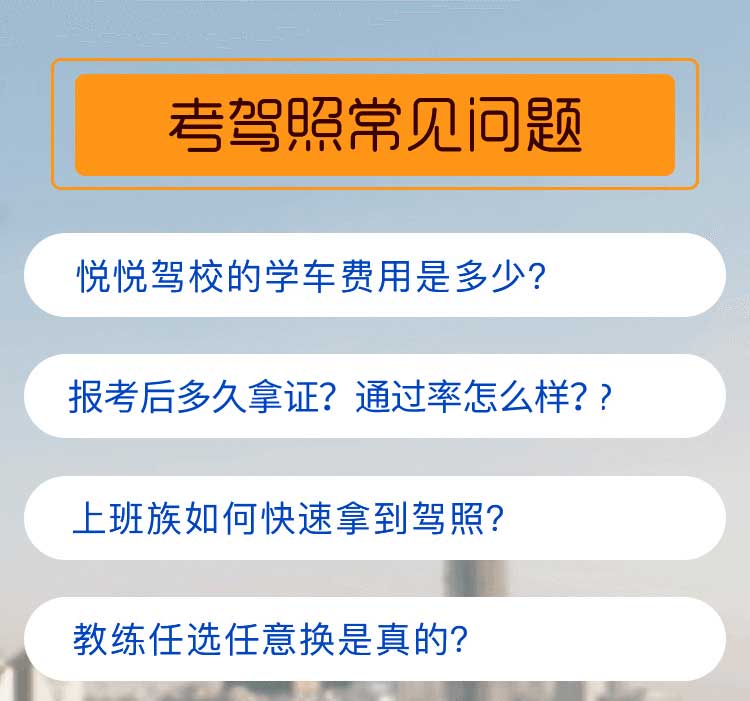 考驾照常见问题
悦悦驾校的学车费用是多少?
报考后多久拿证？通过率怎么样？?
上班族如何快速拿到驾照?
教练任选任意换是真的?